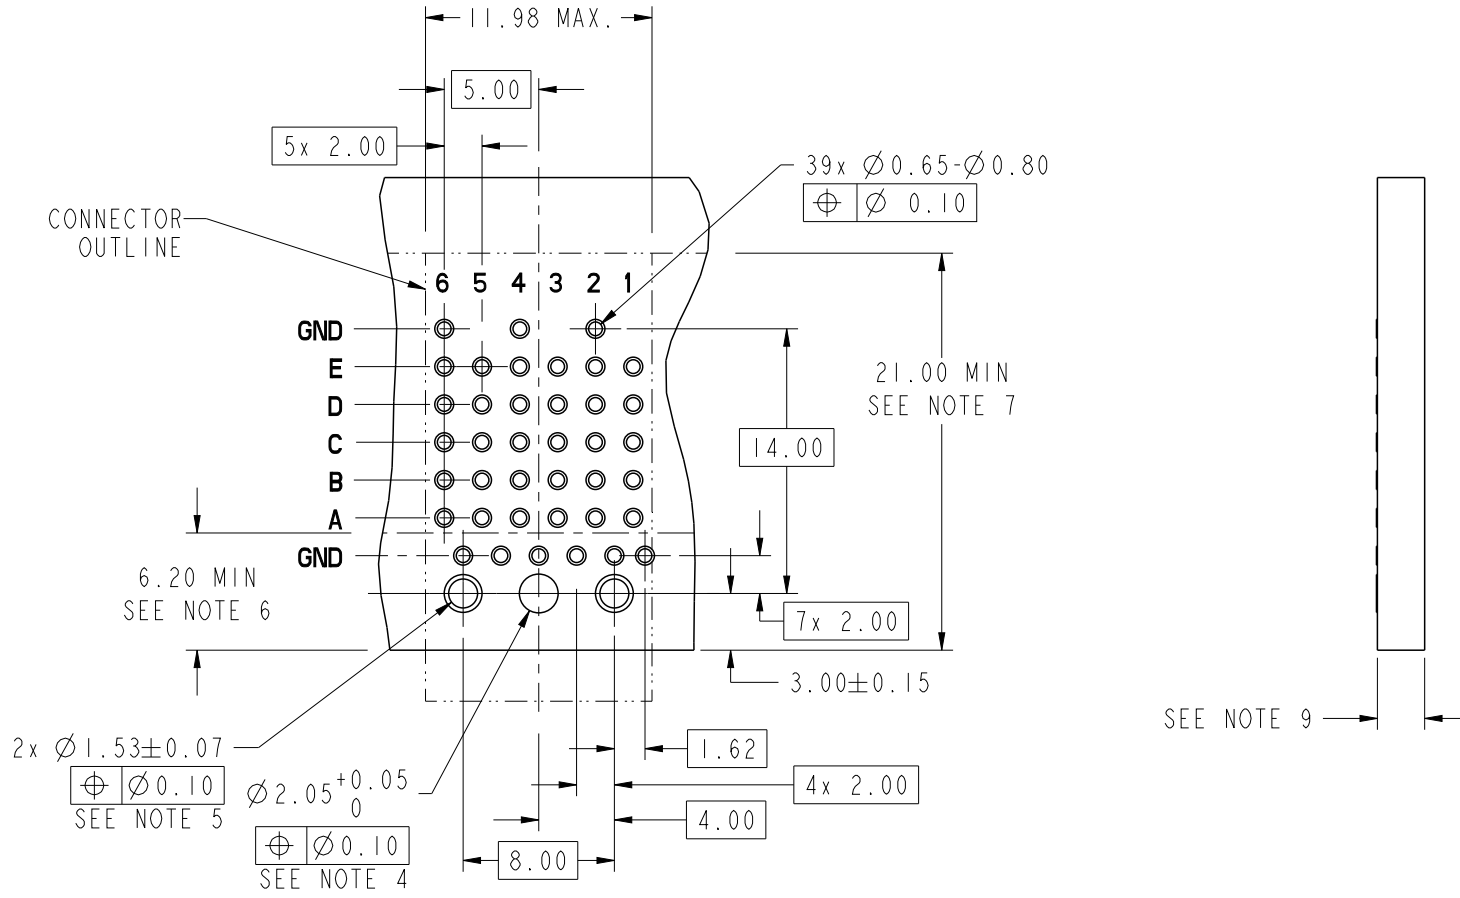 11.98 MAX.
5.00
5x 2.00
39x Ø0.65-Ø0.80
⌖ Ø 0.10
CONNECTOR
OUTLINE
6 5 4 3 2 1
GND
E
D
C
B
A
GND
21.00 MIN
SEE NOTE 7
14.00
6.20 MIN
SEE NOTE 6
7x 2.00
3.00±0.15
SEE NOTE 9
2x Ø1.53±0.07
⌖ Ø0.10
SEE NOTE 5
Ø2.05 +0.05
0
⌖ Ø0.10
SEE NOTE 4
1.62
4x 2.00
4.00
8.00